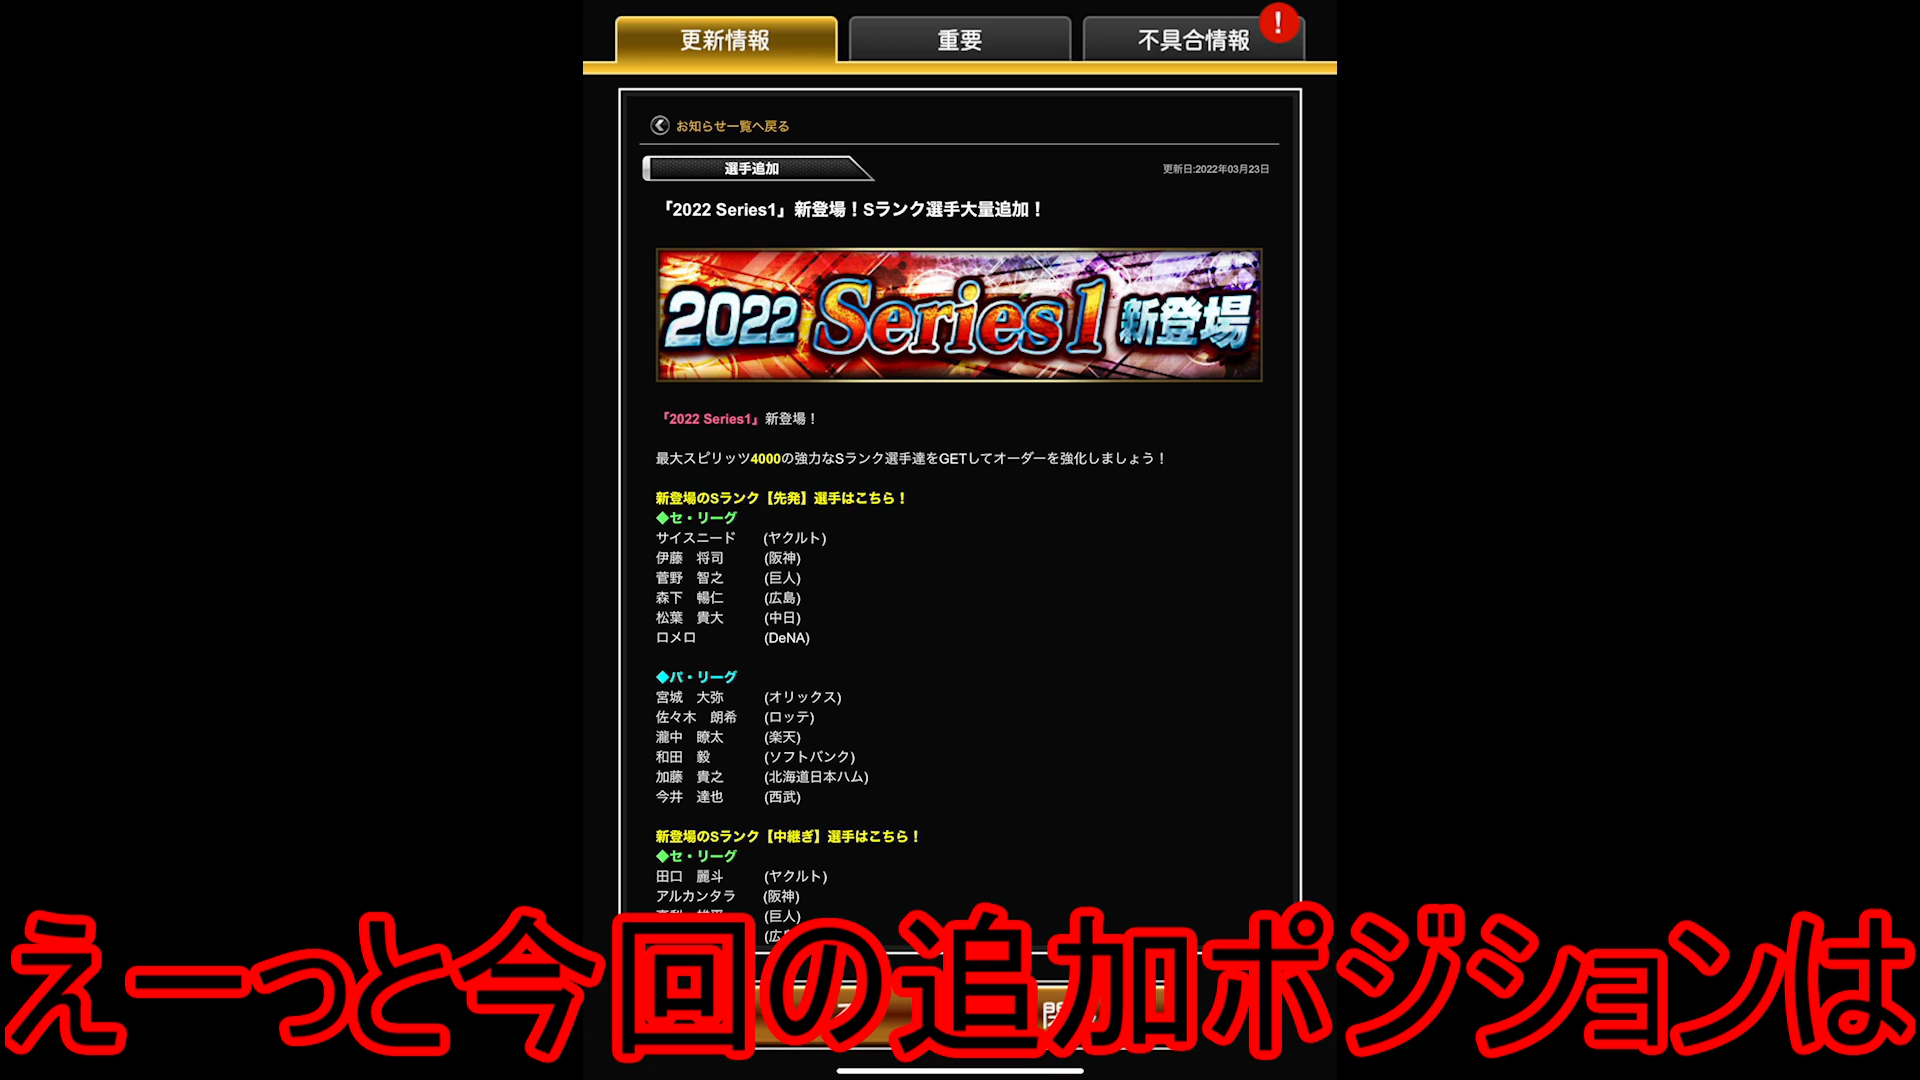 更新情報
重要
不具合情報
!
お知らせ一覧へ戻る
選手追加
更新日:2022年03月23日
『2022 Series1』新登場！Sランク選手大量追加！
2022 Series1 新登場
『2022 Series1』新登場！
最大スピリッツ4000の強力なSランク選手達をGETしてオーダーを強化しましょう！
新登場のSランク【先発】選手はこちら！
◆セ・リーグ
サイスニード (ヤクルト)
伊藤 将司 (阪神)
菅野 智之 (巨人)
森下 暢仁 (広島)
松葉 貴大 (中日)
ロメロ (DeNA)
◆パ・リーグ
宮城 大弥 (オリックス)
佐々木 朗希 (ロッテ)
瀧中 瞭太 (楽天)
和田 毅 (ソフトバンク)
加藤 貴之 (北海道日本ハム)
今井 達也 (西武)
新登場のSランク【中継ぎ】選手はこちら！
◆セ・リーグ
田口 麗斗 (ヤクルト)
アルカンタラ (阪神)
(巨人)
えーっと今回の追加ポジションは